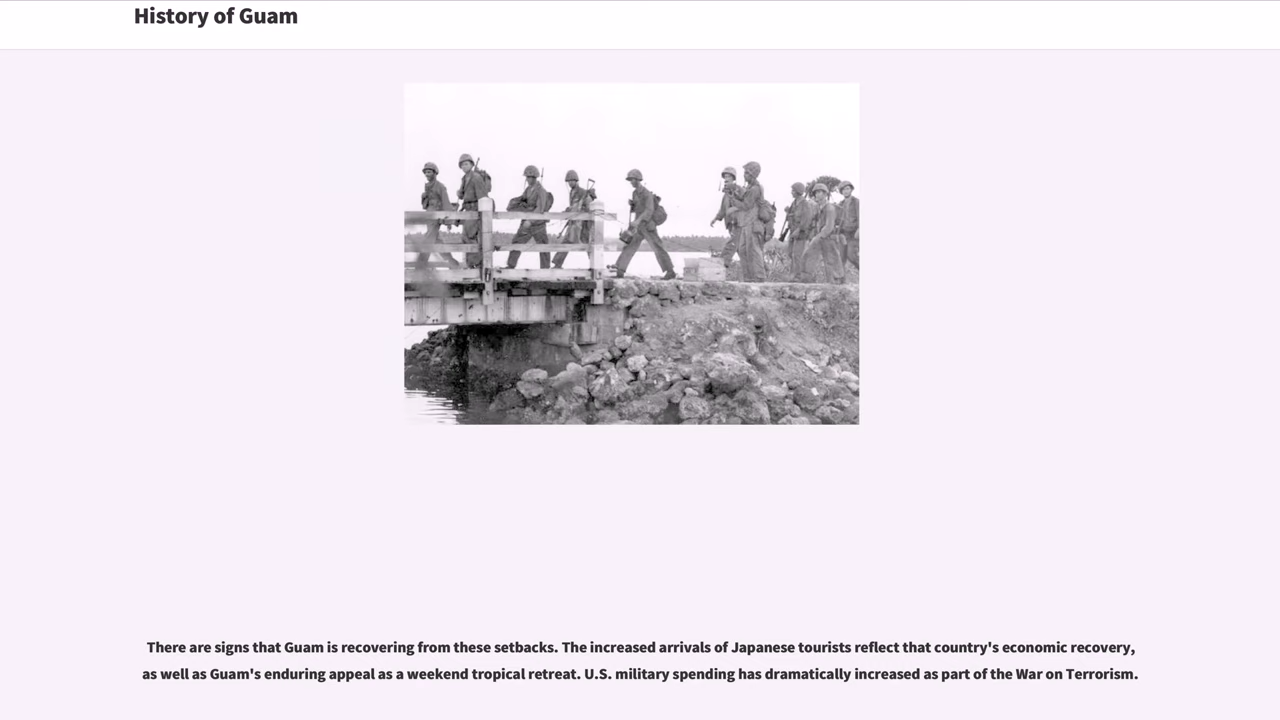 History of Guam
There are signs that Guam is recovering from these setbacks. The increased arrivals of Japanese tourists reflect that country's economic recovery,
as well as Guam's enduring appeal as a weekend tropical retreat. U.S. military spending has dramatically increased as part of the War on Terrorism.